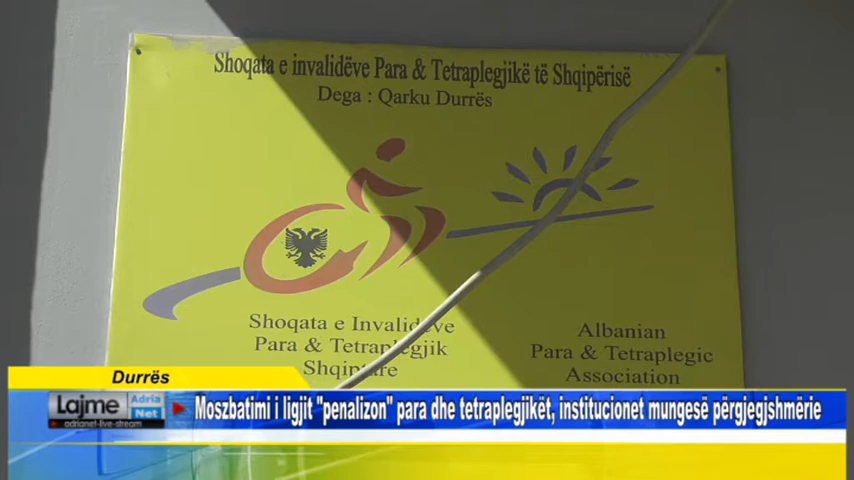 Shoqata e invalidëve Para & Tetraplegjikë të Shqipërisë
Dega : Qarku Durrës
Shoqata e Invalidëve
Para & Tetraplegjik
Shqiptare
Albanian
Para & Tetraplegic
Association
Durrës
Lajme
Adria
Net
adrianet-live-stream
Moszbatimi i ligjit "penalizon" para dhe tetraplegjikët, institucionet mungesë përgjegjshmërie